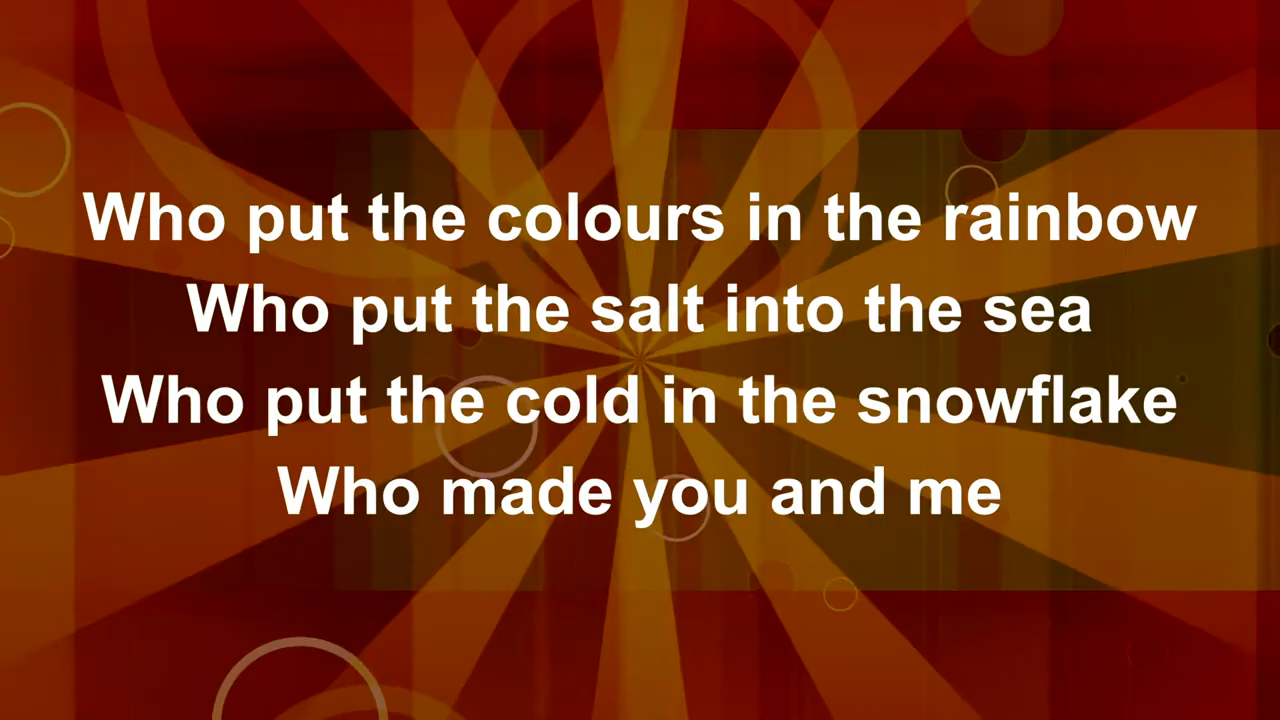 Who put the colours in the rainbow
Who put the salt into the sea
Who put the cold in the snowflake
Who made you and me